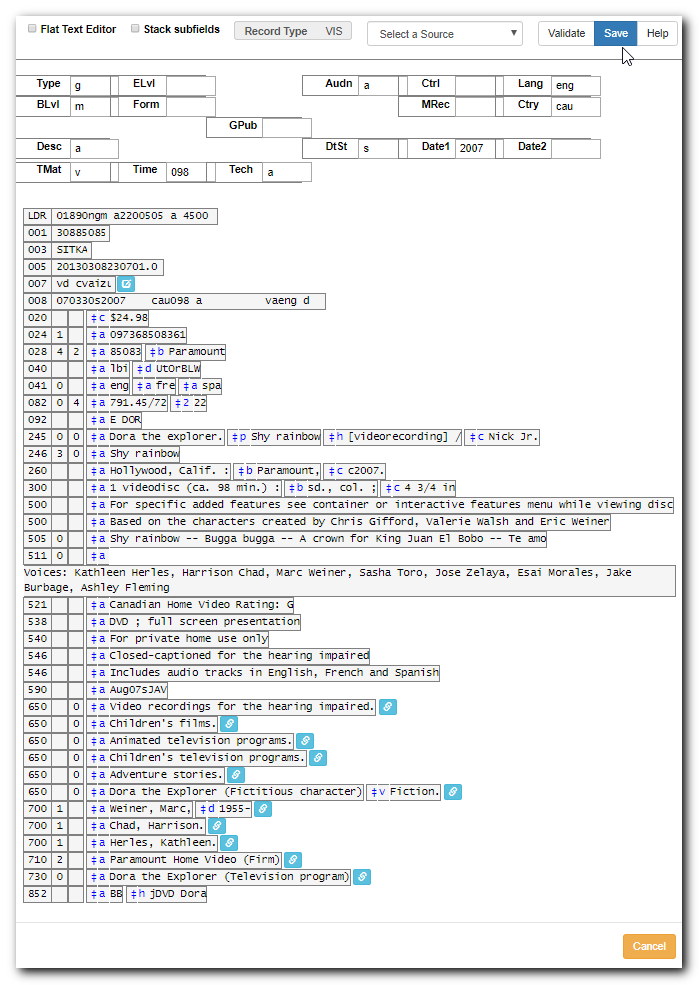 Flat Text Editor Stack subfields Record Type VIS Select a Source Validate Save Help
Type g ELvl Audn a Ctrl Lang eng
BLvl m Form MRec Ctry cau
GPub
Desc a DtSt s Date1 2007 Date2
TMat v Time 098 Tech a
LDR 01890ngm a2200505 a 4500
001 30885085
003 SITKA
005 20130308230701.0
007 vd cvaizu
008 070330s2007 cau098 a vaeng d
020 ‡c $24.98
024 1 ‡a 097368508361
028 4 2 ‡a 85083 ‡b Paramount
040 ‡a lbi ‡d UtOrBLW
041 0 ‡a eng ‡a fre ‡a spa
082 0 4 ‡a 791.45/72 ‡2 22
092 ‡a E DOR
245 0 0 ‡a Dora the explorer. ‡p Shy rainbow ‡h [videorecording] / ‡c Nick Jr.
246 3 0 ‡a Shy rainbow
260 ‡a Hollywood, Calif. : ‡b Paramount, ‡c c2007.
300 ‡a 1 videodisc (ca. 98 min.) : ‡b sd., col. ; ‡c 4 3/4 in
500 ‡a For specific added features see container or interactive features menu while viewing disc
500 ‡a Based on the characters created by Chris Gifford, Valerie Walsh and Eric Weiner
505 0 ‡a Shy rainbow -- Bugga bugga -- A crown for King Juan El Bobo -- Te amo
511 0 ‡a
Voices: Kathleen Herles, Harrison Chad, Marc Weiner, Sasha Toro, Jose Zelaya, Esai Morales, Jake
Burbage, Ashley Fleming
521 ‡a Canadian Home Video Rating: G
538 ‡a DVD ; full screen presentation
540 ‡a For private home use only
546 ‡a Closed-captioned for the hearing impaired
546 ‡a Includes audio tracks in English, French and Spanish
590 ‡a Aug07sJAV
650 0 ‡a Video recordings for the hearing impaired.
650 0 ‡a Children's films.
650 0 ‡a Animated television programs.
650 0 ‡a Children's television programs.
650 0 ‡a Adventure stories.
650 0 ‡a Dora the Explorer (Fictitious character) ‡v Fiction.
700 1 ‡a Weiner, Marc, ‡d 1955-
700 1 ‡a Chad, Harrison.
700 1 ‡a Herles, Kathleen.
710 2 ‡a Paramount Home Video (Firm)
730 0 ‡a Dora the Explorer (Television program)
852 ‡a BB ‡h jDVD Dora
Cancel